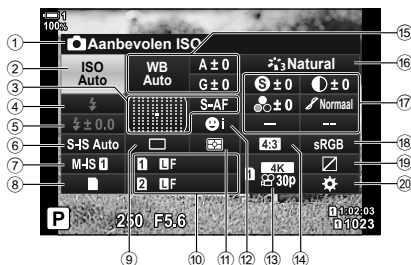 1
100%
① Aanbevolen ISO ⑮
② ISO Auto WB Auto A±0 G±0 3 Natural ⑯
③ S±0 ±0 ⑰
±0 Normaal
④ S-AF i -- --
⑤ ±0.0
⑥ S-IS Auto 4:3 sRGB ⑱
⑦ M-IS 1 1 LF 4K 30p ⑲
⑧ 2 LF ⑳
P 250 F5.6 1 1:02:03
1 1023
⑨ ⑩ ⑪ ⑫ ⑬ ⑭